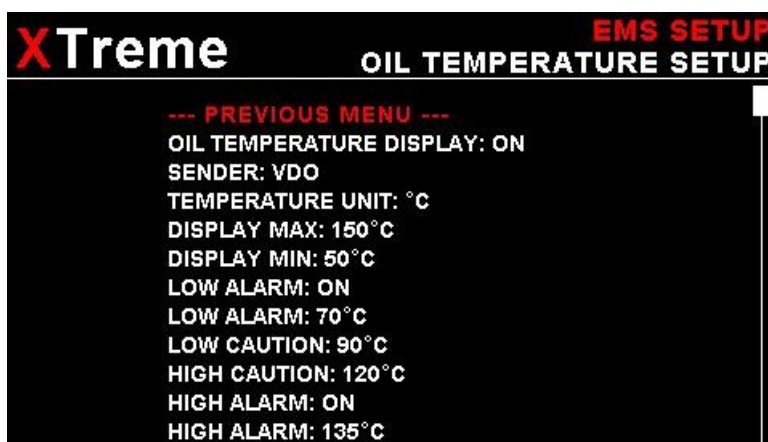 XTreme
EMS SETUP
OIL TEMPERATURE SETUP
--- PREVIOUS MENU ---
OIL TEMPERATURE DISPLAY: ON
SENDER: VDO
TEMPERATURE UNIT: °C
DISPLAY MAX: 150°C
DISPLAY MIN: 50°C
LOW ALARM: ON
LOW ALARM: 70°C
LOW CAUTION: 90°C
HIGH CAUTION: 120°C
HIGH ALARM: ON
HIGH ALARM: 135°C